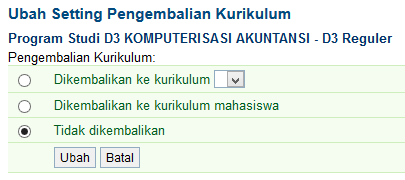 Ubah Setting Pengembalian Kurikulum
Program Studi D3 KOMPUTERISASI AKUNTANSI - D3 Reguler
Pengembalian Kurikulum:
Dikembalikan ke kurikulum
Dikembalikan ke kurikulum mahasiswa
Tidak dikembalikan
Ubah Batal